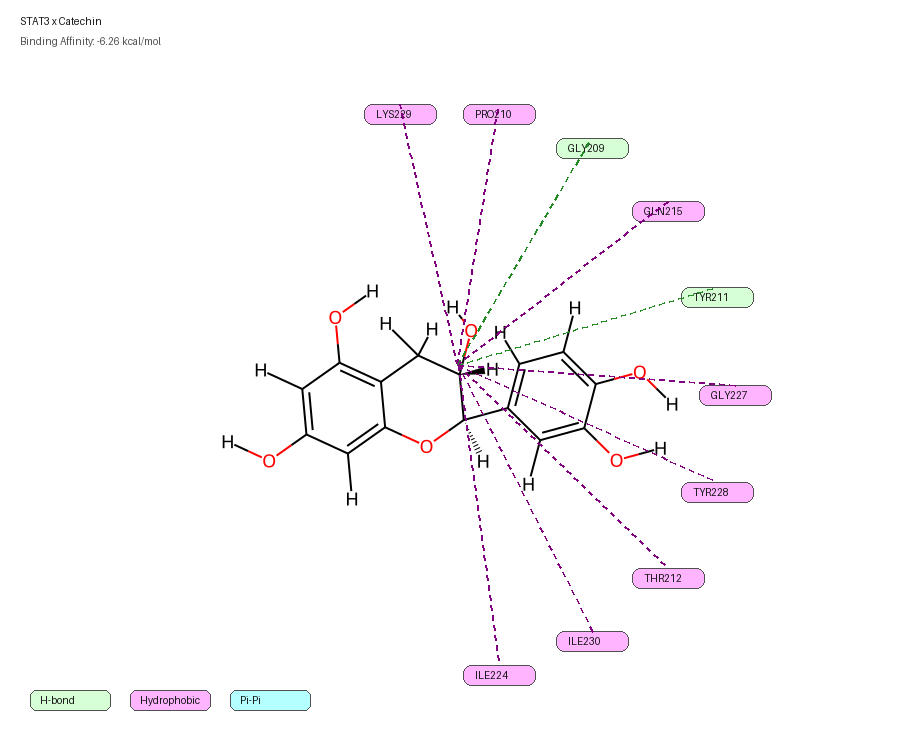 STAT3 x Catechin
Binding Affinity: -6.26 kcal/mol
LYS229
PRO210
GLY209
GLN215
TYR211
GLY227
TYR228
THR212
ILE230
ILE224
H
O
H
H
H
O
H
H
H
H
H
O
H
H
O
H
O
O
H
H
H
H
H-bond
Hydrophobic
Pi-Pi